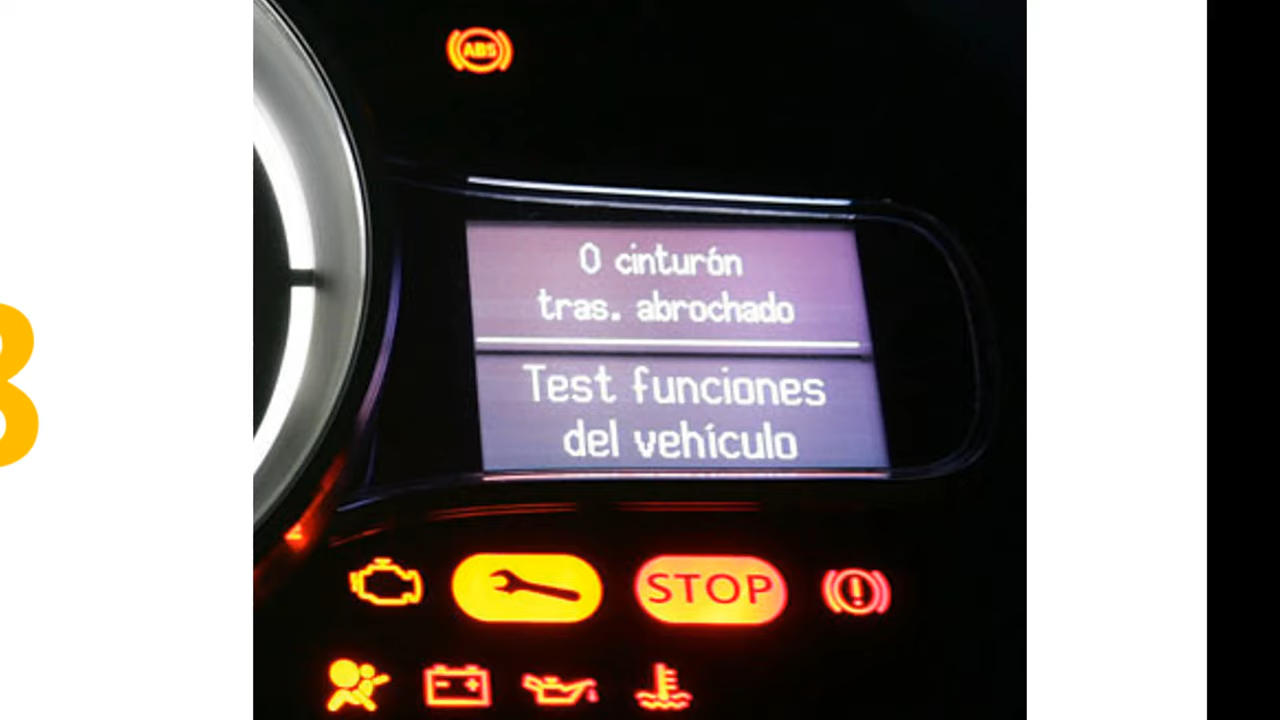 ABS
0 cinturón
tras. abrochado
Test funciones
del vehículo
STOP